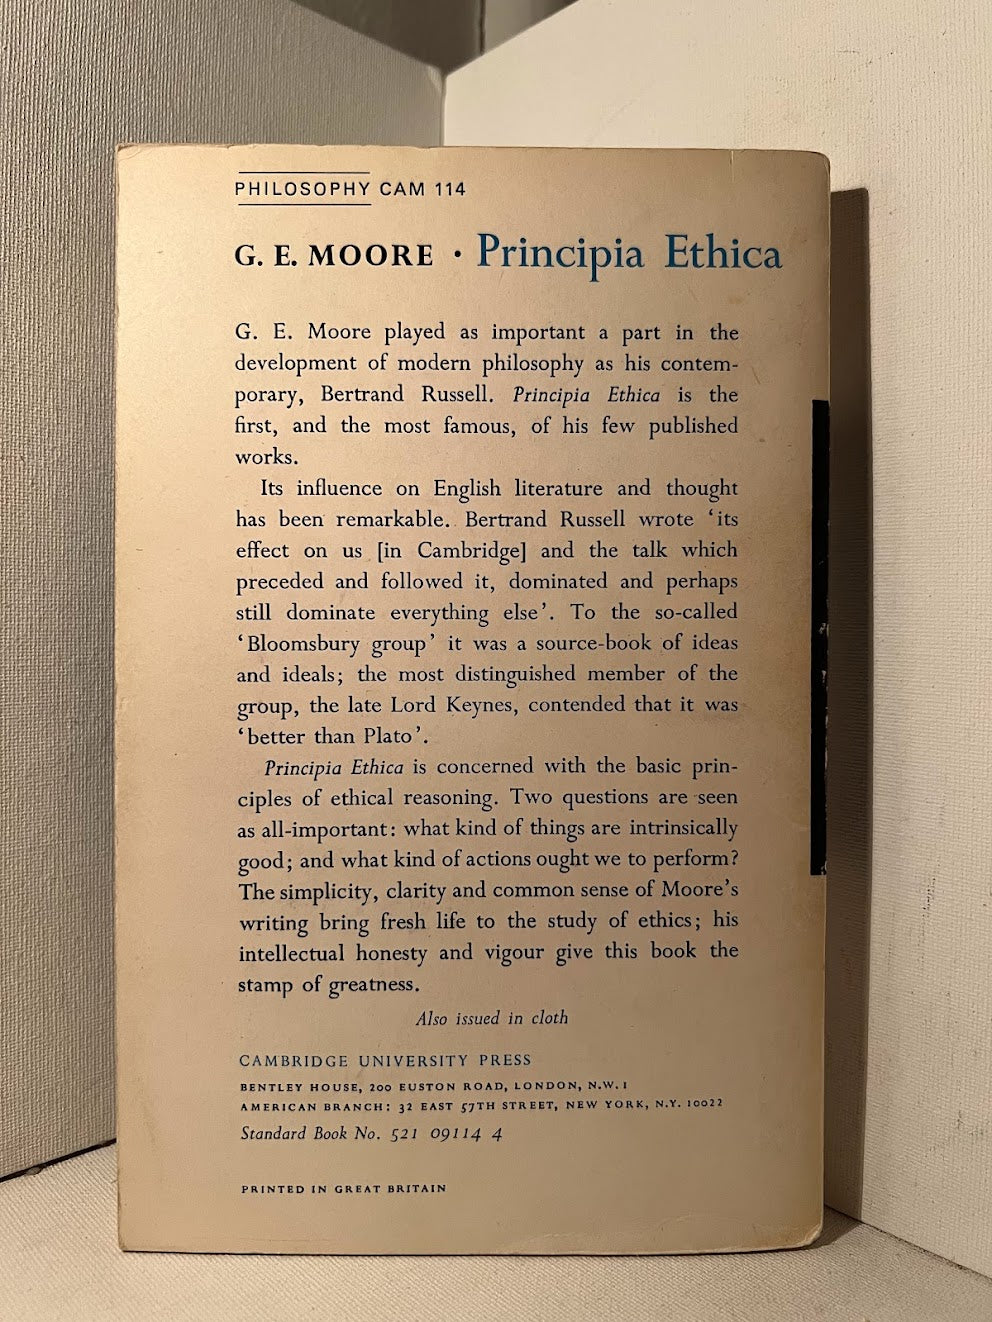 PHILOSOPHY CAM 114
G. E. MOORE · Principia Ethica
G. E. Moore played as important a part in the
development of modern philosophy as his contem-
porary, Bertrand Russell. Principia Ethica is the
first, and the most famous, of his few published
works.
Its influence on English literature and thought
has been remarkable. Bertrand Russell wrote ‘its
effect on us [in Cambridge] and the talk which
preceded and followed it, dominated and perhaps
still dominate everything else’. To the so-called
‘Bloomsbury group’ it was a source-book of ideas
and ideals; the most distinguished member of the
group, the late Lord Keynes, contended that it was
‘better than Plato’.
Principia Ethica is concerned with the basic prin-
ciples of ethical reasoning. Two questions are seen
as all-important: what kind of things are intrinsically
good; and what kind of actions ought we to perform?
The simplicity, clarity and common sense of Moore’s
writing bring fresh life to the study of ethics; his
intellectual honesty and vigour give this book the
stamp of greatness.
Also issued in cloth
CAMBRIDGE UNIVERSITY PRESS
BENTLEY HOUSE, 200 EUSTON ROAD, LONDON, N.W. 1
AMERICAN BRANCH: 32 EAST 57TH STREET, NEW YORK, N.Y. 10022
Standard Book No. 521 09114 4
PRINTED IN GREAT BRITAIN